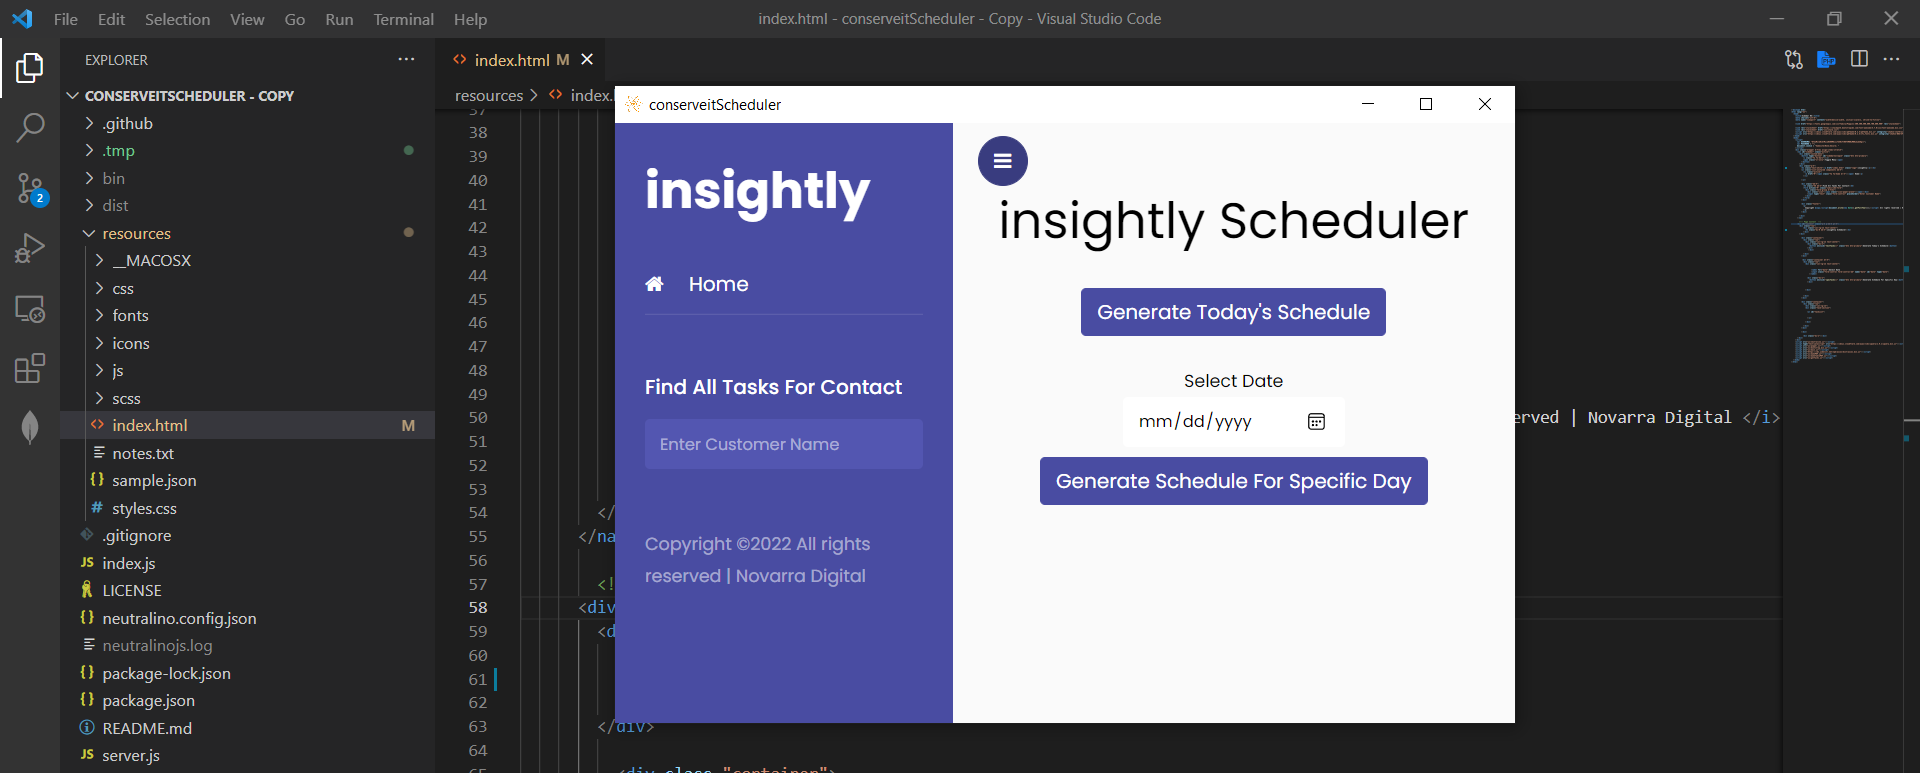 File Edit Selection View Go Run Terminal Help
index.html - conserveitScheduler - Copy - Visual Studio Code
EXPLORER
CONSERVEITSCHEDULER - COPY
.github
.tmp
bin
dist
resources
__MACOSX
css
fonts
icons
js
scss
index.html M
notes.txt
sample.json
styles.css
.gitignore
index.js
LICENSE
neutralino.config.json
neutralinojs.log
package-lock.json
package.json
README.md
server.js
2
index.html M
resources > index.
37
38
39
40
41
42
43
44
45
46
47
48
49
50 erved | Novarra Digital </i>
51
52
53
54 </
55 </na
56
57 <!
58 <div
59 <d
60
61
62
63 </div>
64
65 <div class="container">
conserveitScheduler
insightly
Home
Find All Tasks For Contact
Enter Customer Name
Copyright ©2022 All rights
reserved | Novarra Digital
insightly Scheduler
Generate Today's Schedule
Select Date
mm/dd/yyyy
Generate Schedule For Specific Day